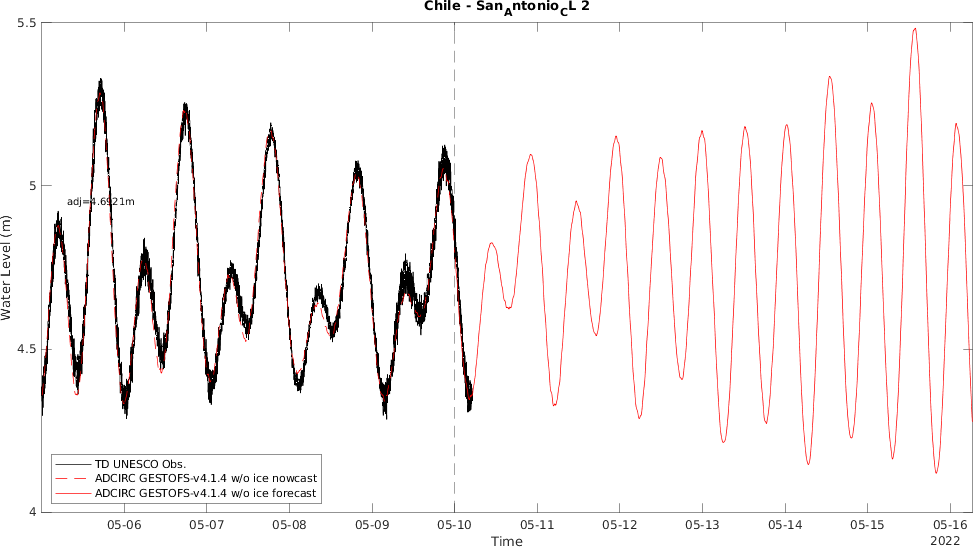 Chile - SanAntonioCL 2
5.5
5
4.5
4
Water Level (m)
adj=4.6921m
TD UNESCO Obs.
ADCIRC GESTOFS-v4.1.4 w/o ice nowcast
ADCIRC GESTOFS-v4.1.4 w/o ice forecast
05-06 05-07 05-08 05-09 05-10 05-11 05-12 05-13 05-14 05-15 05-16
Time
2022